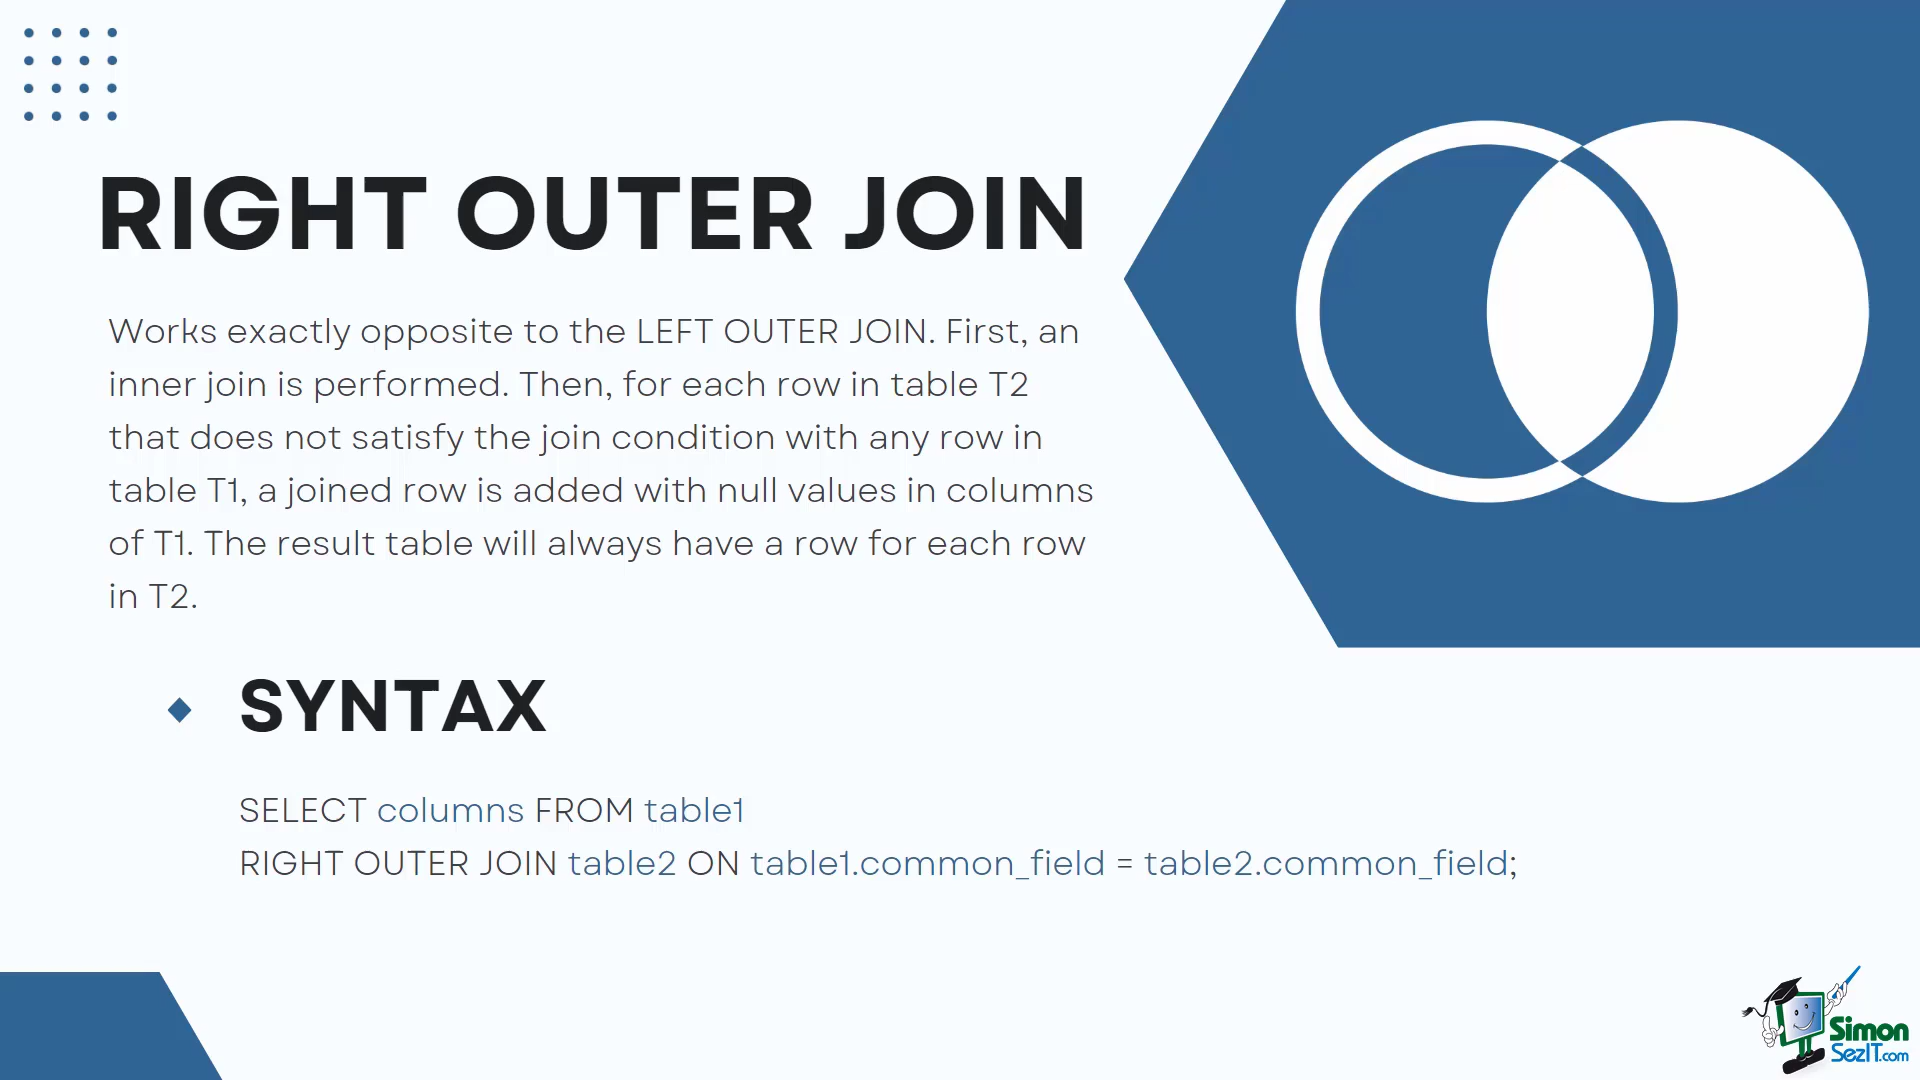 RIGHT OUTER JOIN
Works exactly opposite to the LEFT OUTER JOIN. First, an
inner join is performed. Then, for each row in table T2
that does not satisfy the join condition with any row in
table T1, a joined row is added with null values in columns
of T1. The result table will always have a row for each row
in T2.
SYNTAX
SELECT columns FROM table1
RIGHT OUTER JOIN table2 ON table1.common_field = table2.common_field;
Simon
SezIT.com